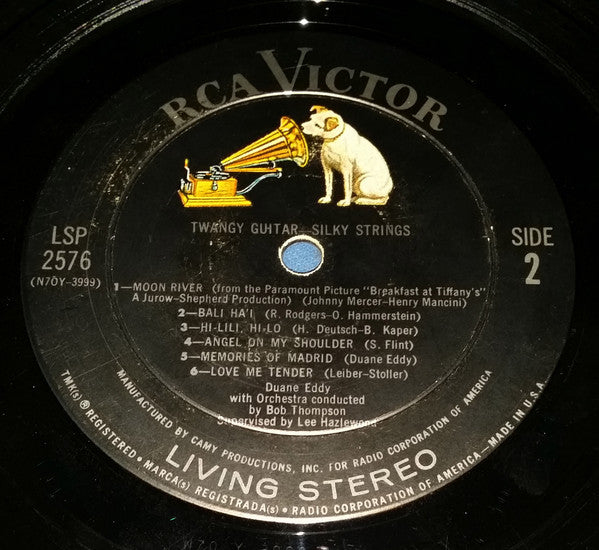 RCA VICTOR
TWANGY GUITAR—SILKY STRINGS
LSP
2576
(N7OY-3999)
SIDE
2
1—MOON RIVER (from the Paramount Picture "Breakfast at Tiffany's"
A Jurow-Shepherd Production) (Johnny Mercer-Henry Mancini)
2—BALI HA'I (R. Rodgers-O. Hammerstein)
3—HI-LILI, HI-LO (H. Deutsch-B. Kaper)
4—ANGEL ON MY SHOULDER (S. Flint)
5—MEMORIES OF MADRID (Duane Eddy)
6—LOVE ME TENDER (Leiber-Stoller)
Duane Eddy
with Orchestra conducted
by Bob Thompson
Supervised by Lee Hazlewood
MANUFACTURED BY CAMY PRODUCTIONS, INC. FOR RADIO CORPORATION OF AMERICA
LIVING STEREO
TMK(s) ® REGISTERED • MARCA(s) REGISTRADA(s) • RADIO CORPORATION OF AMERICA—MADE IN U.S.A.